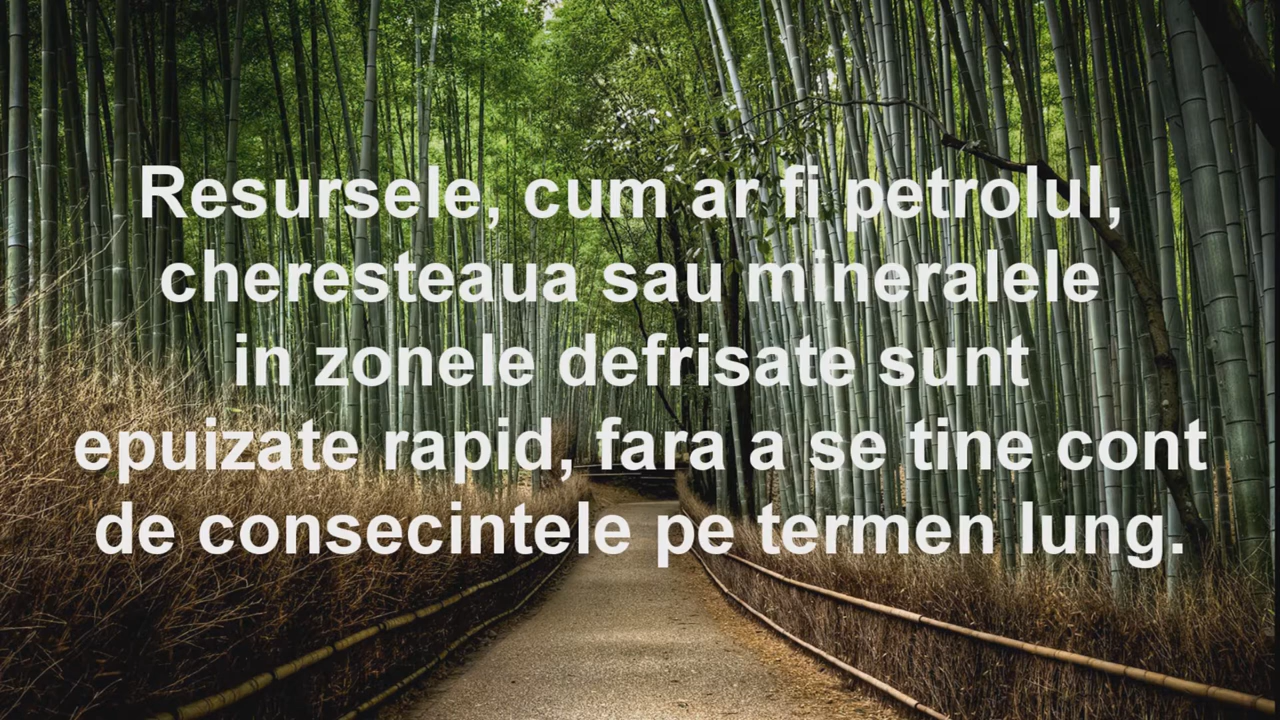 Resursele, cum ar fi petrolul,
cheresteaua sau mineralele
in zonele defrisate sunt
epuizate rapid, fara a se tine cont
de consecintele pe termen lung.